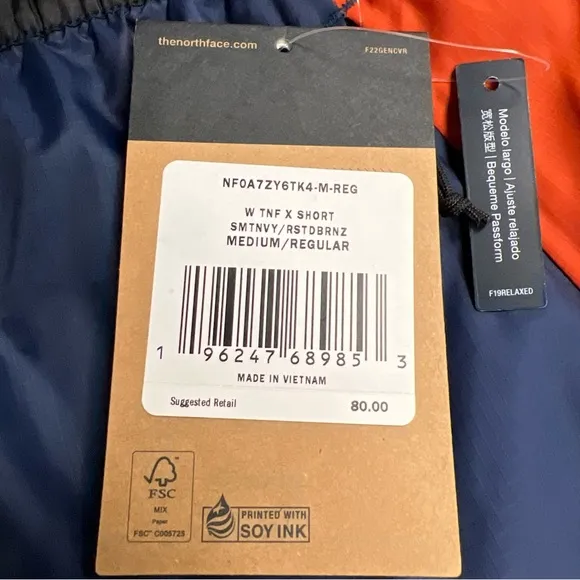 thenorthface.com
F22GENCVR
NF0A7ZY6TK4-M-REG
W TNF X SHORT
SMTNVY/RSTDBRNZ
MEDIUM/REGULAR
1 96247 68985 3
MADE IN VIETNAM
Suggested Retail 80.00
FSC
MIX
Paper
FSC™ C005725
PRINTED WITH
SOY INK
Modelo largo | Ajuste relajado
宽松版型 | Bequeme Passform
F19RELAXED